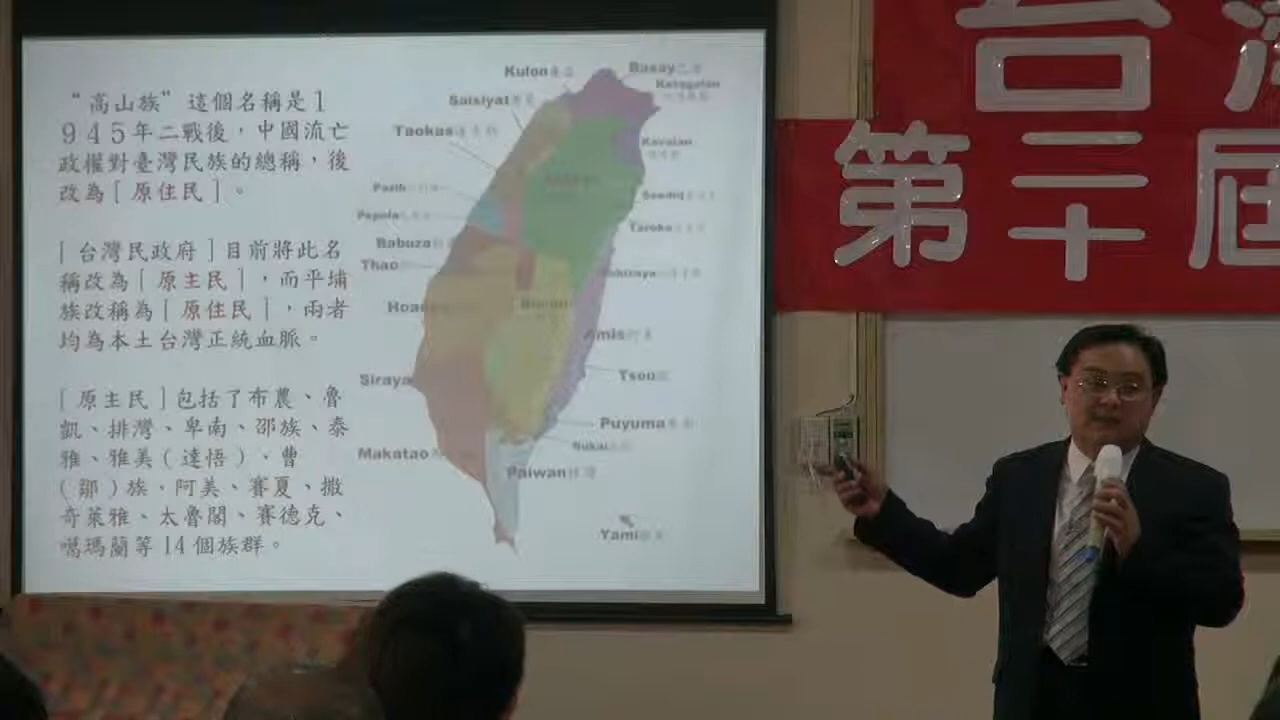 “高山族”這個名稱是1
９４５年二戰後，中國流亡
政權對臺灣民族的總稱，後
改為［原住民］。
［台灣民政府］目前將此名
稱改為［原主民］，而平埔
族改稱為［原住民］，兩者
均為本土台灣正統血脈。
［原主民］包括了布農、魯
凱、排灣、卑南、邵族、泰
雅、雅美（達悟）、曹
（鄒）族、阿美、賽夏、撒
奇萊雅、太魯閣、賽德克、
噶瑪蘭等14個族群。
Kulon
Basay
Ketagalan
Saisiyat
Taokas
Kavalan
Pazih
Seediq
Papola
Taroko
Babuza
Thao
Sakizaya
Hoa
Bunun
Amis
Siraya
Tsou
Puyuma
Rukai
Makatao
Paiwan
Yami
台灣
第二屆